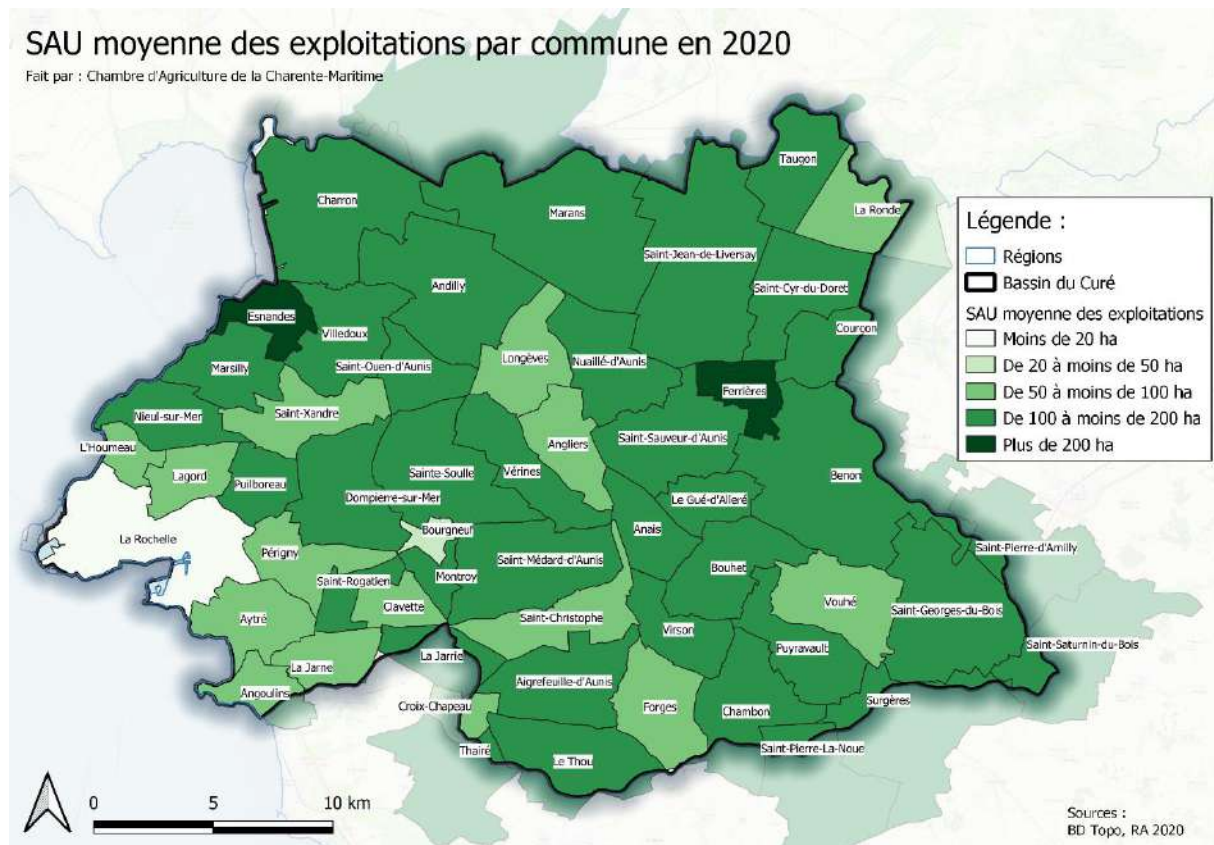 SAU moyenne des exploitations par commune en 2020
Fait par : Chambre d'Agriculture de la Charente-Maritime
Taugon
La Ronde
Charron
Marans
Saint-Jean-de-Liversay
Saint-Cyr-du-Doret
Andilly
Esnandes
Villedoux
Courçon
Longèves
Nuaillé-d'Aunis
Saint-Ouen-d'Aunis
Marsilly
Ferrières
Nieul-sur-Mer
Saint-Xandre
L'Houmeau
Angliers
Saint-Sauveur-d'Aunis
Lagord
Puilboreau
Sainte-Soulle
Vérines
Benon
Dompierre-sur-Mer
Le Gué-d'Alleré
Bourgneuf
Anais
La Rochelle
Périgny
Saint-Médard-d'Aunis
Saint-Pierre-d'Amilly
Bouhet
Saint-Rogatien
Montroy
Clavette
Vouhé
Saint-Georges-du-Bois
Aytré
Saint-Christophe
Virson
Puyravault
Saint-Saturnin-du-Bois
La Jarne
La Jarrie
Aigrefeuille-d'Aunis
Angoulins
Croix-Chapeau
Forges
Chambon
Surgères
Thairé
Le Thou
Saint-Pierre-La-Noue
Légende :
Régions
Bassin du Curé
SAU moyenne des exploitations
Moins de 20 ha
De 20 à moins de 50 ha
De 50 à moins de 100 ha
De 100 à moins de 200 ha
Plus de 200 ha
0 5 10 km
Sources :
BD Topo, RA 2020